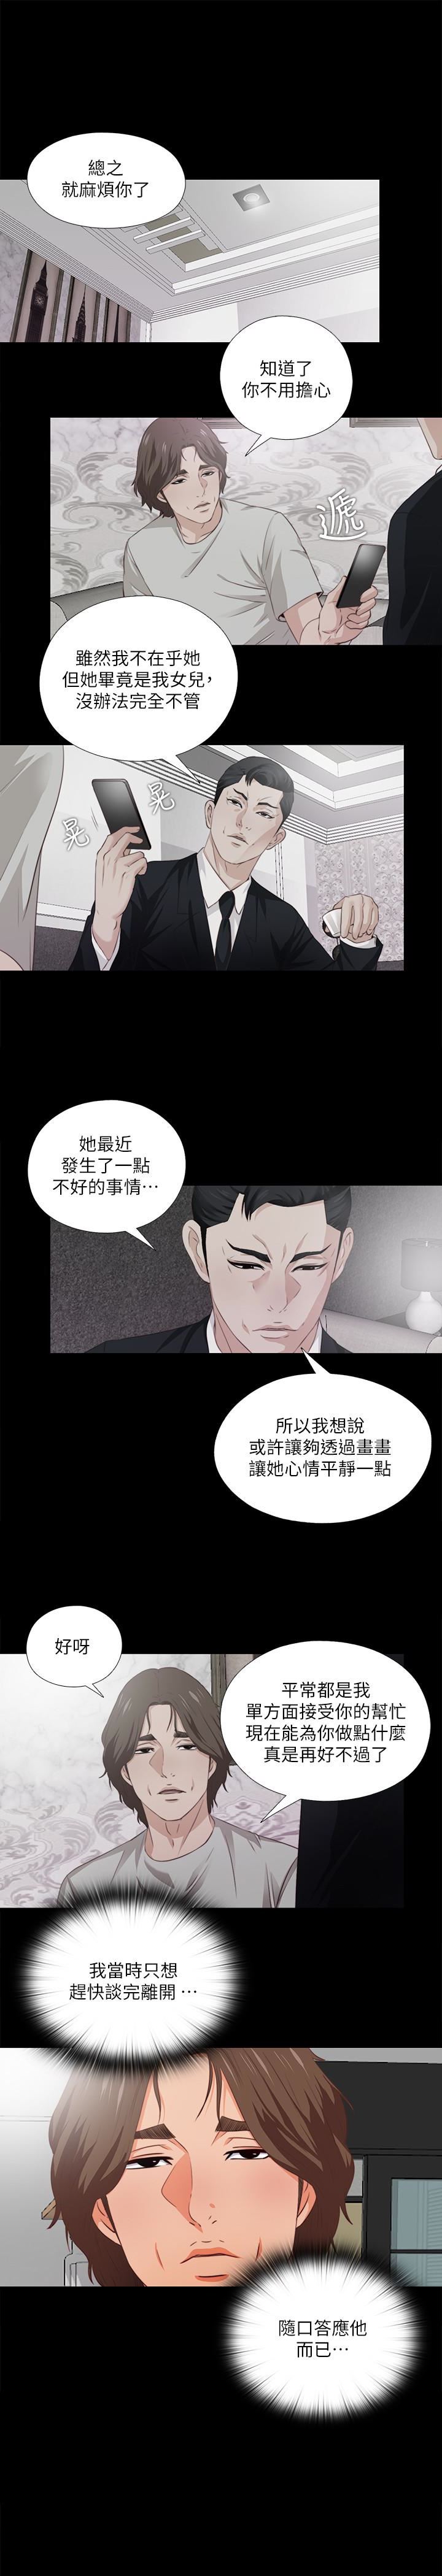 總之
就麻煩你了
知道了
你不用擔心
遞
雖然我不在乎她
但她畢竟是我女兒,
沒辦法完全不管
晃
晃
她最近
發生了一點
不好的事情…
所以我想說
或許讓夠透過畫畫
讓她心情平靜一點
好呀
平常都是我
單方面接受你的幫忙
現在能為你做點什麼
真是再好不過了
我當時只想
趕快談完離開…
隨口答應他
而已…